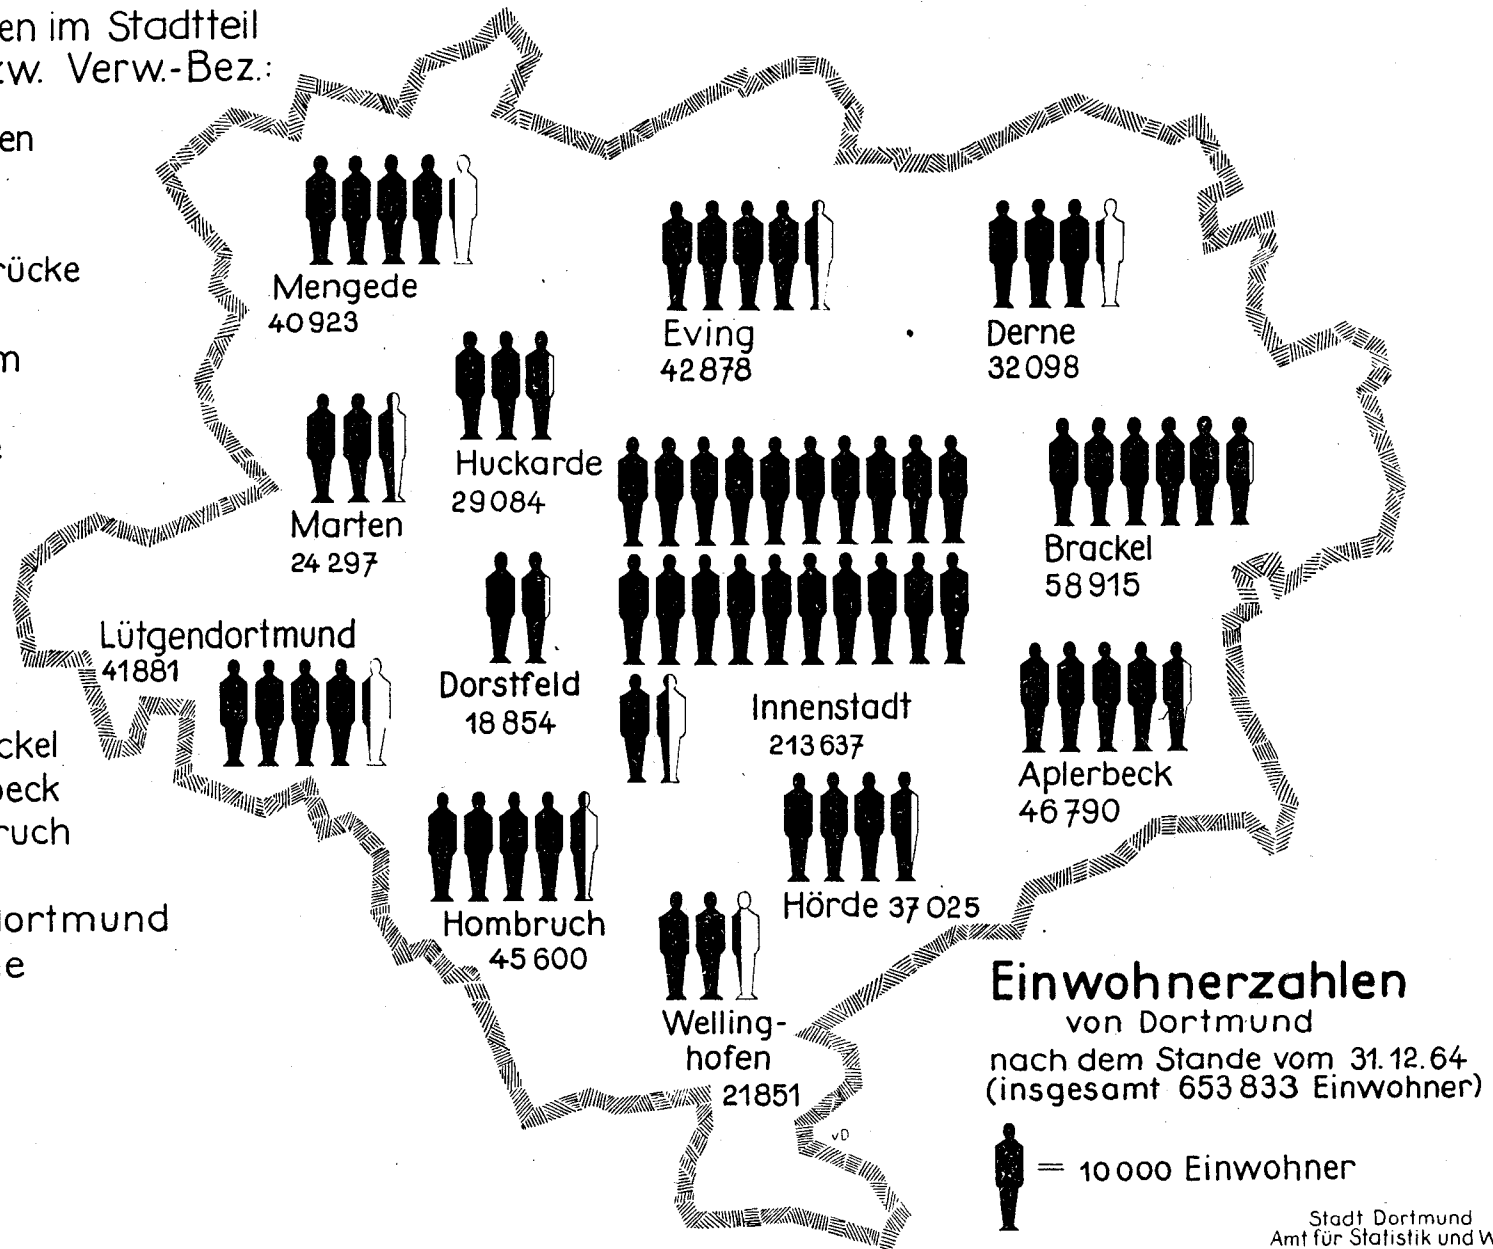 en im Stadtteil
zw. Verw.-Bez.:
en
rücke
m
e
ckel
beck
ruch
dortmund
e
Mengede
40923
Eving
42878
Derne
32098
Huckarde
29084
Marten
24297
Brackel
58915
Lütgendortmund
41881
Dorstfeld
18854
Innenstadt
213637
Aplerbeck
46790
Hombruch
45600
Hörde 37025
Welling-
hofen
21851
vD
Einwohnerzahlen
von Dortmund
nach dem Stande vom 31.12.64
(insgesamt 653833 Einwohner)
= 10000 Einwohner
Stadt Dortmund
Amt für Statistik und W